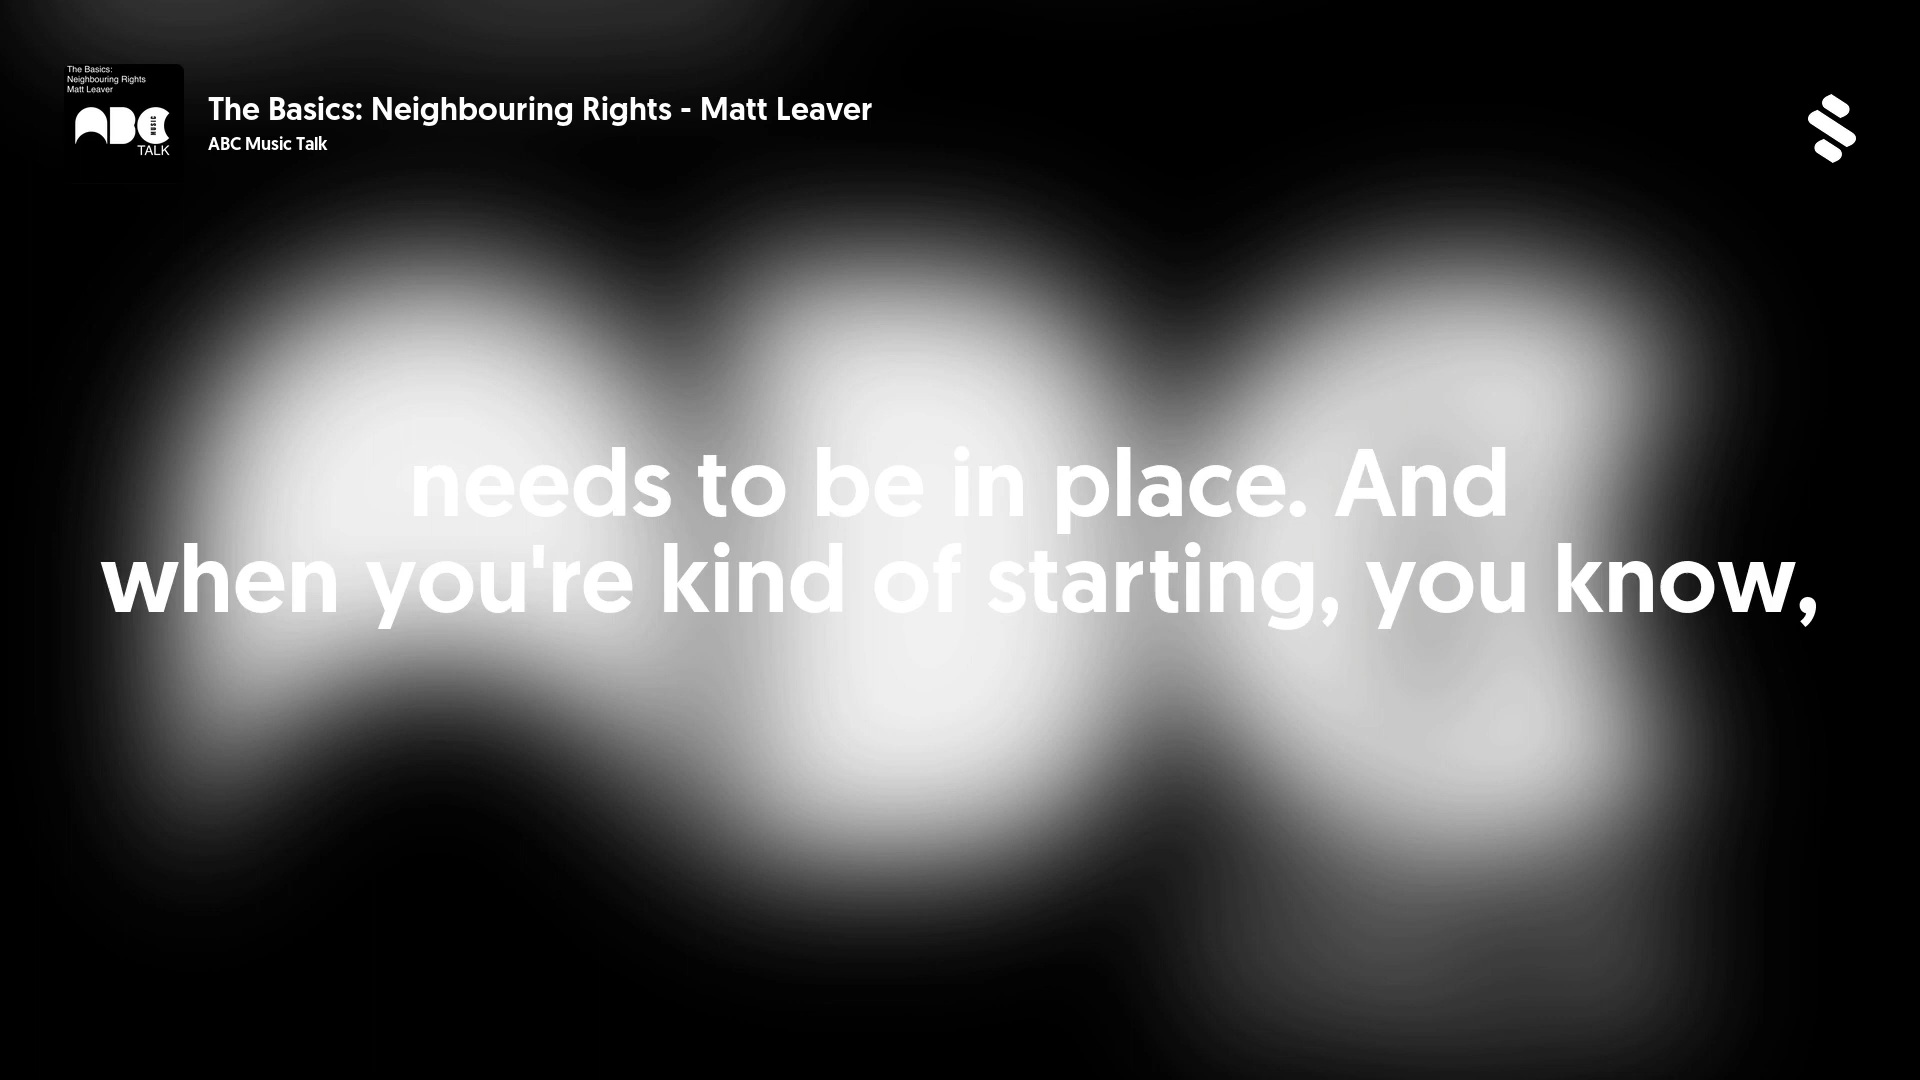 The Basics:
Neighbouring Rights
Matt Leaver
ABC
MUSIC
TALK
The Basics: Neighbouring Rights - Matt Leaver
ABC Music Talk
needs to be in place. And
when you're kind of starting, you know,